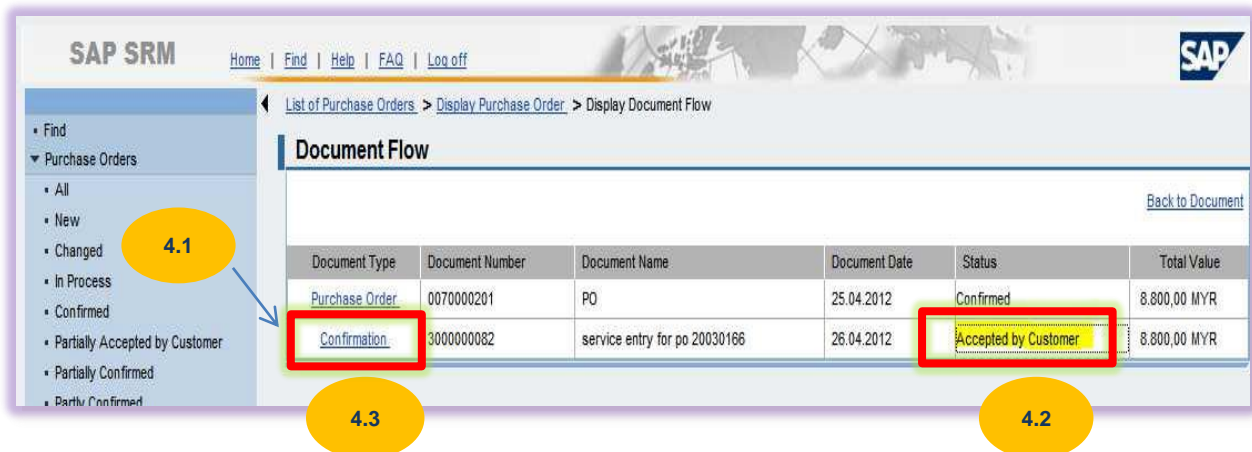 SAP SRM
Home | Find | Help | FAQ | Log off
SAP
List of Purchase Orders > Display Purchase Order > Display Document Flow
Find
Purchase Orders
All
New
Changed
In Process
Confirmed
Partially Accepted by Customer
Partially Confirmed
Partly Confirmed
4.1
Document Flow
Back to Document
Document Type Document Number Document Name Document Date Status Total Value
Purchase Order 0070000201 PO 25.04.2012 Confirmed 8.800,00 MYR
Confirmation 3000000082 service entry for po 20030166 26.04.2012 Accepted by Customer 8.800,00 MYR
4.3
4.2